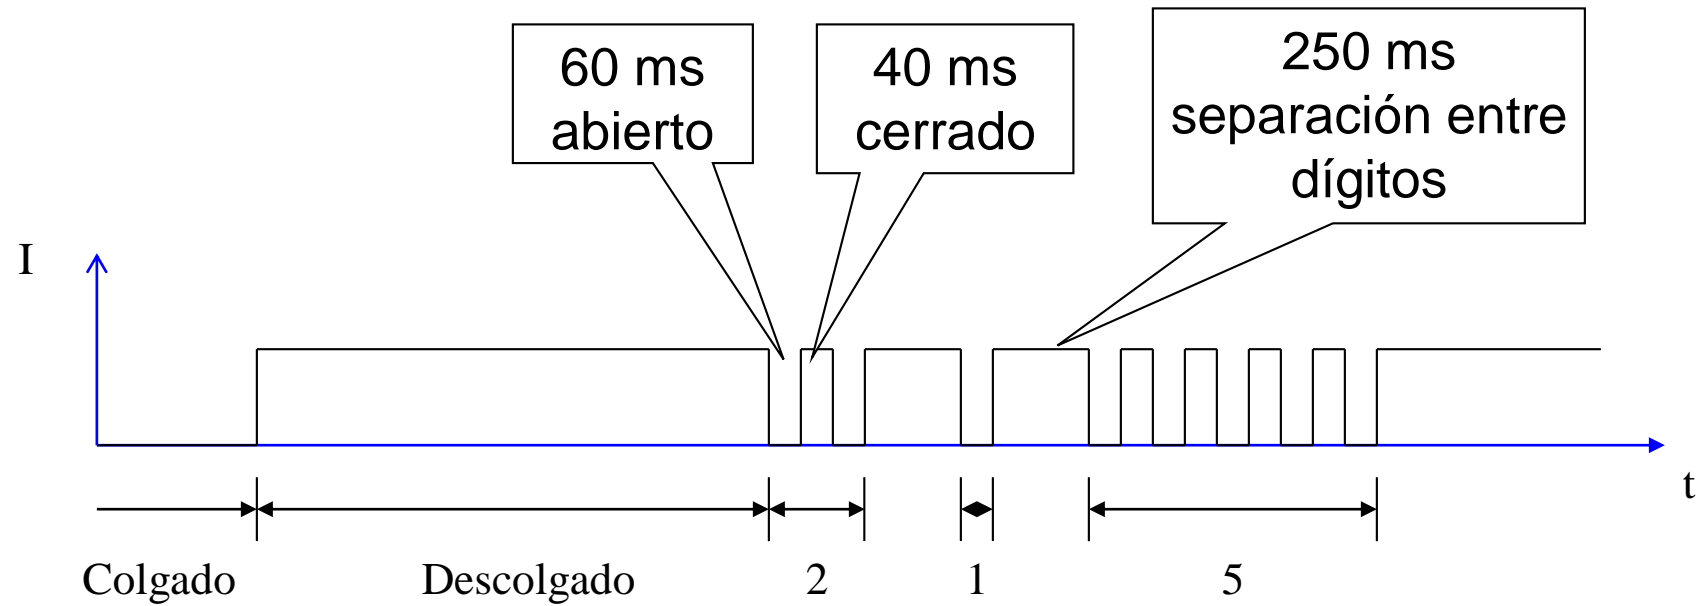 60 ms
abierto
40 ms
cerrado
250 ms
separación entre
dígitos
I
t
Colgado
Descolgado
2
1
5